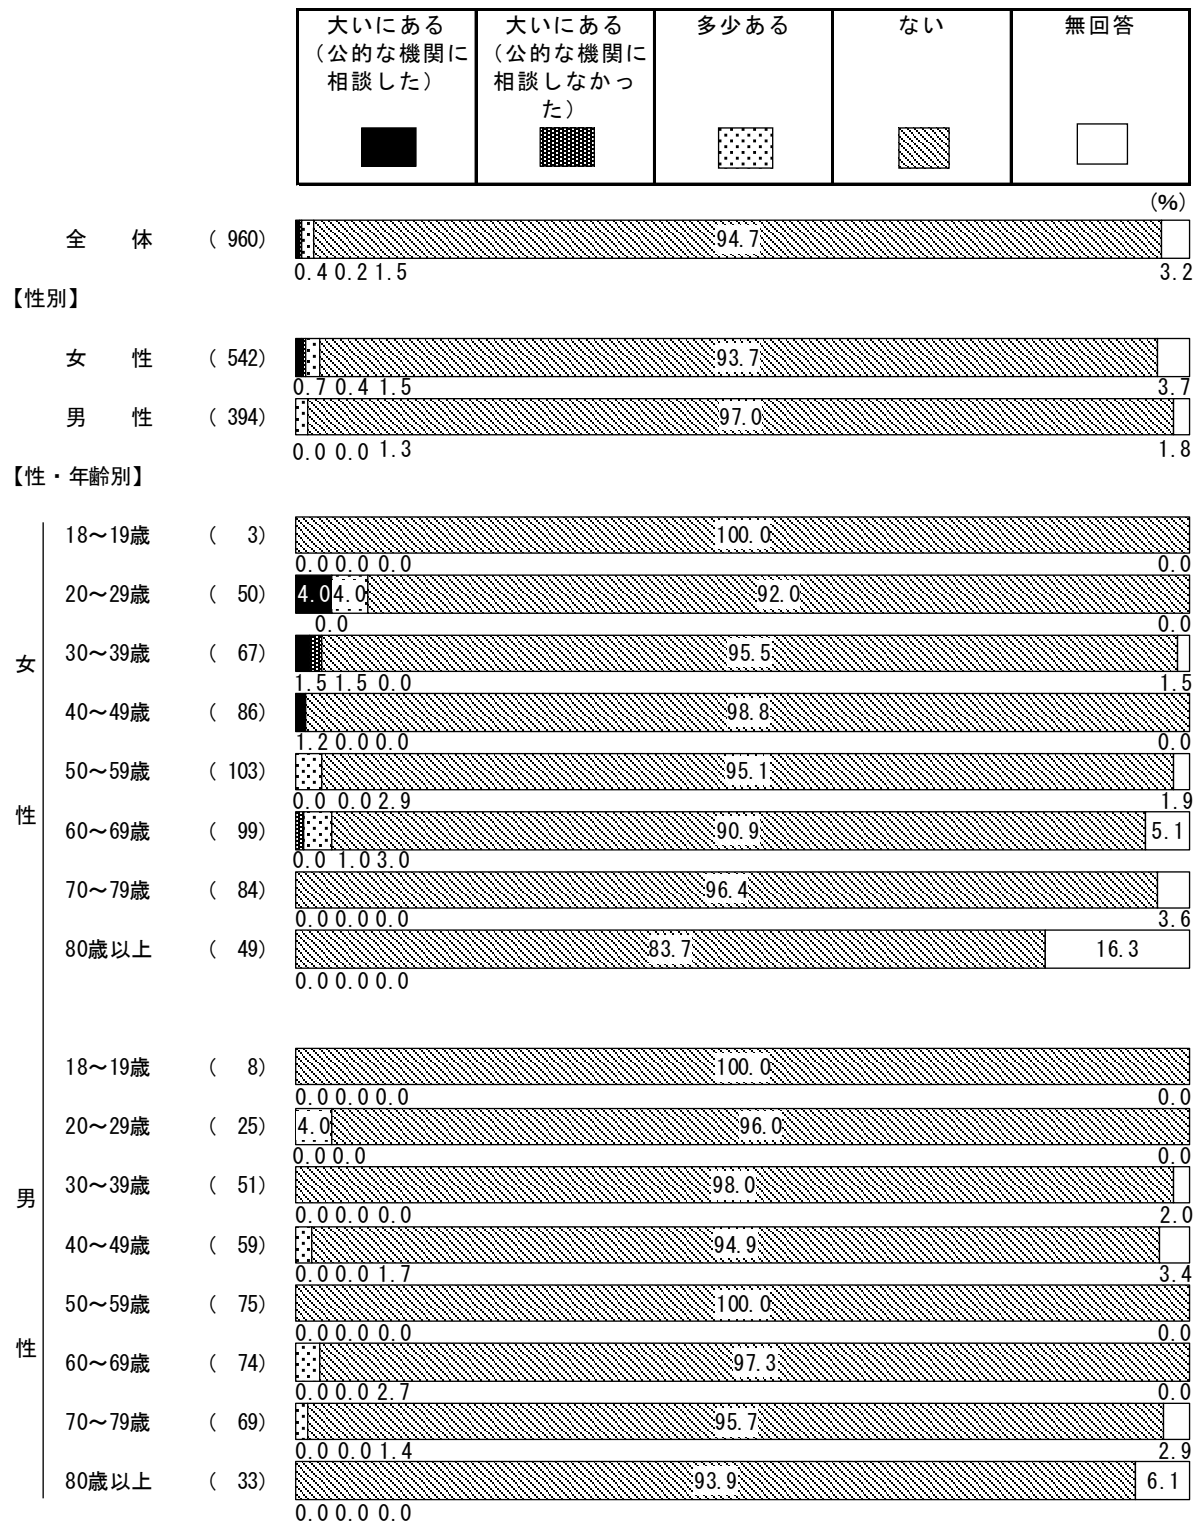 大いにある
（公的な機関に
相談した）
大いにある
（公的な機関に
相談しなかっ
た）
多少ある
ない
無回答
(%)
全　体 ( 960) 94.7
0.4 0.2 1.5 3.2
【性別】
女　性 ( 542) 93.7
0.7 0.4 1.5 3.7
男　性 ( 394) 97.0
0.0 0.0 1.3 1.8
【性・年齢別】
女性
18～19歳 ( 3) 100.0
0.0 0.0 0.0 0.0
20～29歳 ( 50) 4.0 4.0 92.0
0.0 0.0
30～39歳 ( 67) 95.5
1.5 1.5 0.0 1.5
40～49歳 ( 86) 98.8
1.2 0.0 0.0 0.0
50～59歳 ( 103) 95.1
0.0 0.0 2.9 1.9
60～69歳 ( 99) 90.9 5.1
0.0 1.0 3.0
70～79歳 ( 84) 96.4
0.0 0.0 0.0 3.6
80歳以上 ( 49) 83.7 16.3
0.0 0.0 0.0
男性
18～19歳 ( 8) 100.0
0.0 0.0 0.0 0.0
20～29歳 ( 25) 4.0 96.0
0.0 0.0 0.0
30～39歳 ( 51) 98.0
0.0 0.0 0.0 2.0
40～49歳 ( 59) 94.9
0.0 0.0 1.7 3.4
50～59歳 ( 75) 100.0
0.0 0.0 0.0 0.0
60～69歳 ( 74) 97.3
0.0 0.0 2.7 0.0
70～79歳 ( 69) 95.7
0.0 0.0 1.4 2.9
80歳以上 ( 33) 93.9 6.1
0.0 0.0 0.0